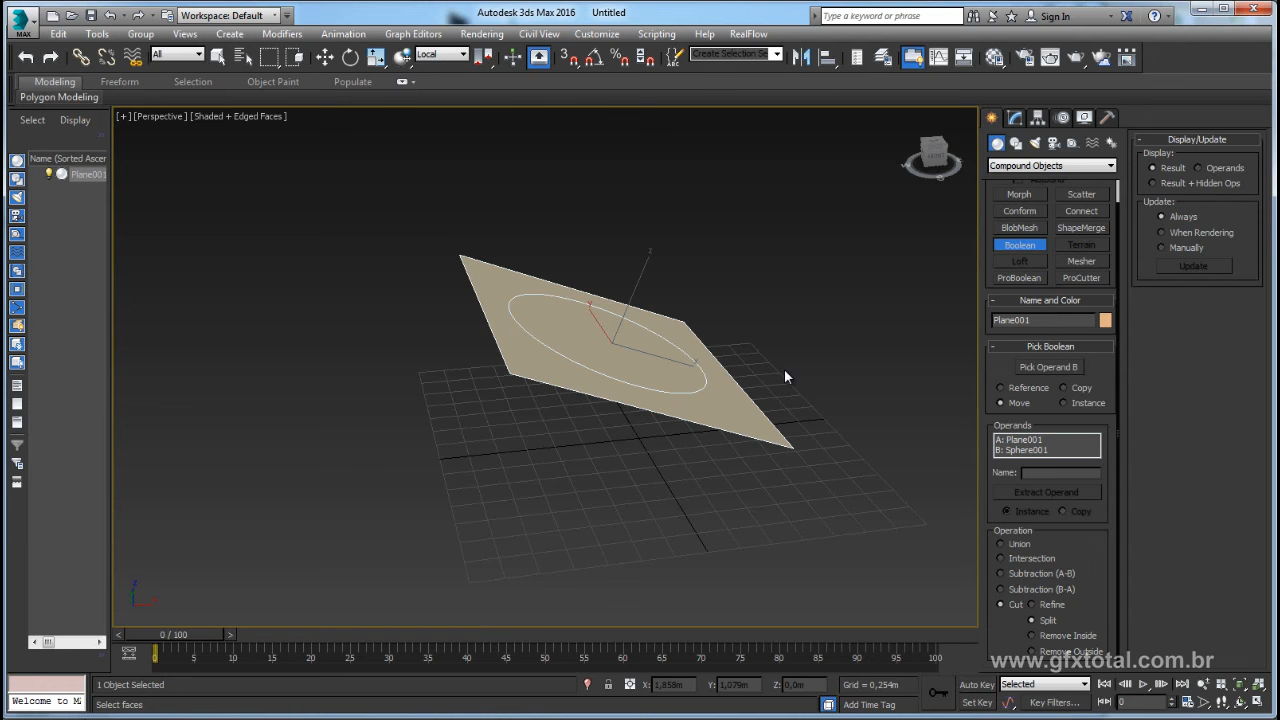 Autodesk 3ds Max 2016 Untitled
MAX
Workspace: Default
Type a keyword or phrase
Sign In
Edit Tools Group Views Create Modifiers Animation Graph Editors Rendering Civil View Customize Scripting Help RealFlow
All
Local
Create Selection Se
Modeling Freeform Selection Object Paint Populate
Polygon Modeling
Select Display
Name (Sorted Ascen
Plane001
[+] [Perspective ] [Shaded + Edged Faces ]
Compound Objects
Morph Scatter
Conform Connect
BlobMesh ShapeMerge
Boolean Terrain
Loft Mesher
ProBoolean ProCutter
Name and Color
Plane001
Pick Boolean
Pick Operand B
Reference Copy
Move Instance
Operands
A: Plane001
B: Sphere001
Name:
Extract Operand
Instance Copy
Operation
Union
Intersection
Subtraction (A-B)
Subtraction (B-A)
Cut Refine
Split
Remove Inside
Remove Outside
Display/Update
Display:
Result Operands
Result + Hidden Ops
Update:
Always
When Rendering
Manually
Update
www.gfxtotal.com.br
0 / 100
0 5 10 15 20 25 30 35 40 45 50 55 60 65 70 75 80 85 90 95 100
Welcome to M
1 Object Selected
X: 1,858m Y: 1,079m Z: 0,0m
Grid = 0,254m
Select faces
Add Time Tag
Auto Key Selected
Set Key Key Filters...
0